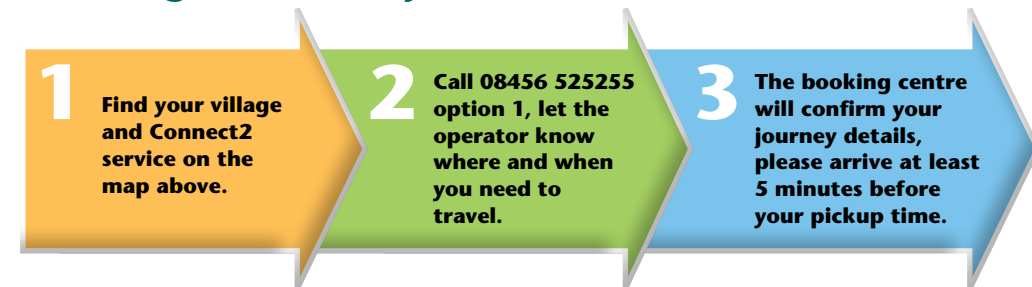 1
Find your village
and Connect2
service on the
map above.
2
Call 08456 525255
option 1, let the
operator know
where and when
you need to
travel.
3
The booking centre
will confirm your
journey details,
please arrive at least
5 minutes before
your pickup time.